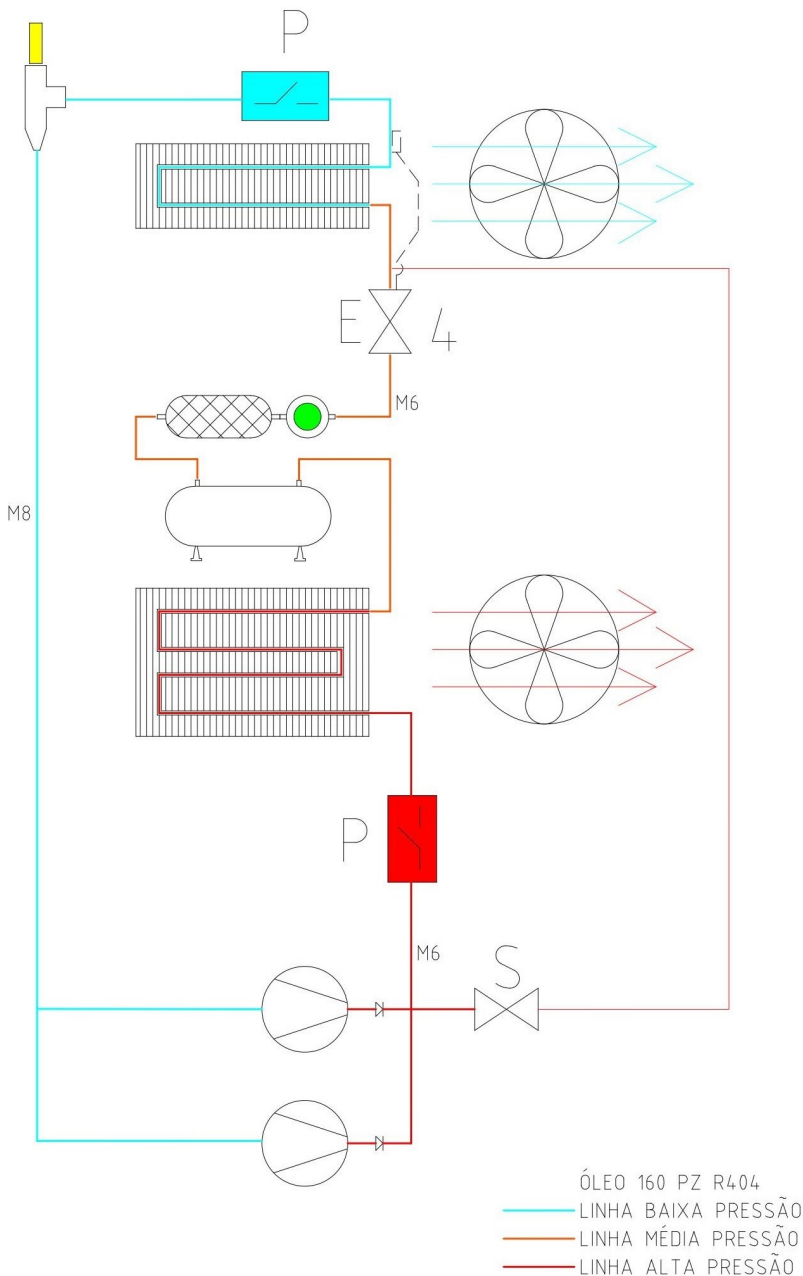 P
E 4
M6
M8
P
M6
S
ÓLEO 160 PZ R404
LINHA BAIXA PRESSÃO
LINHA MÉDIA PRESSÃO
LINHA ALTA PRESSÃO